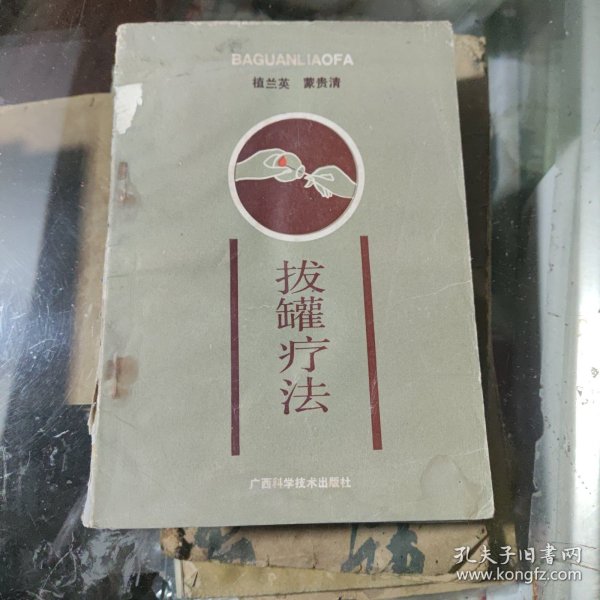 BAGUANLIAOFA
植兰英 蒙贵清
拔罐疗法
广西科学技术出版社
孔夫子旧书网
www.kongfz.com